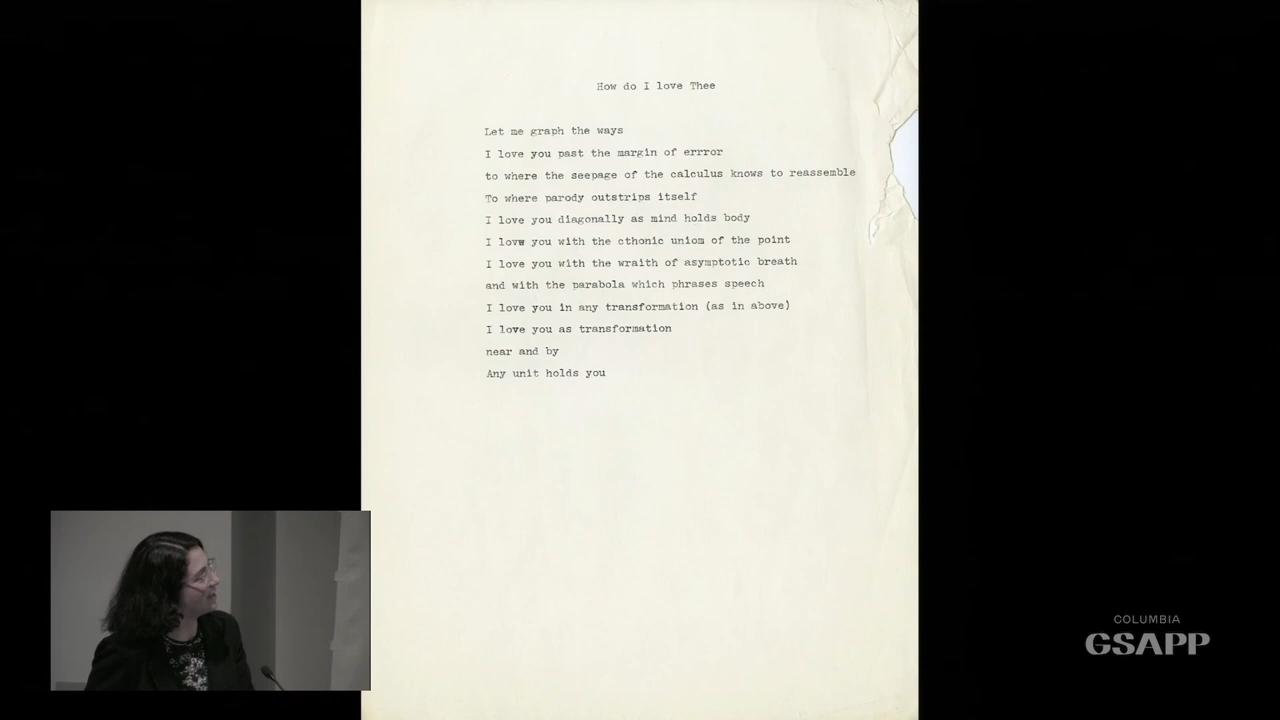 How do I love Thee
Let me graph the ways
I love you past the margin of errror
to where the seepage of the calculus knows to reassemble
To where parody outstrips itself
I love you diagonally as mind holds body
I love you with the cthonic uniom of the point
I love you with the wraith of asymptotic breath
and with the parabola which phrases speech
I love you in any transformation (as in above)
I love you as transformation
near and by
Any unit holds you
COLUMBIA
GSAPP